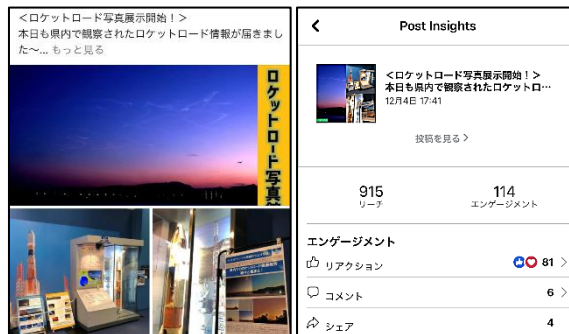 ＜ロケットロード写真展示開始！＞
本日も県内で観察されたロケットロード情報が届きまし
た〜... もっと見る
ロケットロード写真
Post Insights
＜ロケットロード写真展示開始！＞
本日も県内で観察されたロケットロ…
12月4日 17:41
投稿を見る
915
リーチ
114
エンゲージメント
エンゲージメント
リアクション
81
コメント
6
シェア
4